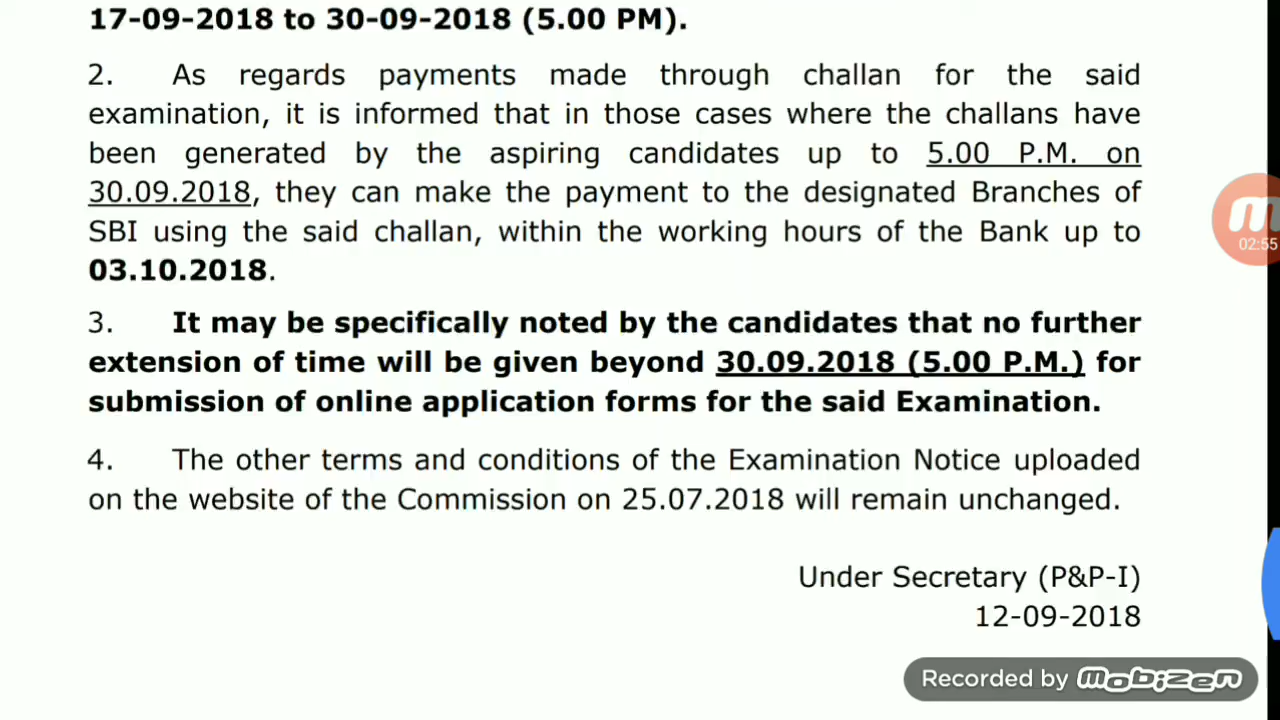 17-09-2018 to 30-09-2018 (5.00 PM).
2. As regards payments made through challan for the said
examination, it is informed that in those cases where the challans have
been generated by the aspiring candidates up to 5.00 P.M. on
30.09.2018, they can make the payment to the designated Branches of
SBI using the said challan, within the working hours of the Bank up to
03.10.2018.
3. It may be specifically noted by the candidates that no further
extension of time will be given beyond 30.09.2018 (5.00 P.M.) for
submission of online application forms for the said Examination.
4. The other terms and conditions of the Examination Notice uploaded
on the website of the Commission on 25.07.2018 will remain unchanged.
Under Secretary (P&P-I)
12-09-2018
02:55
Recorded by mobizen